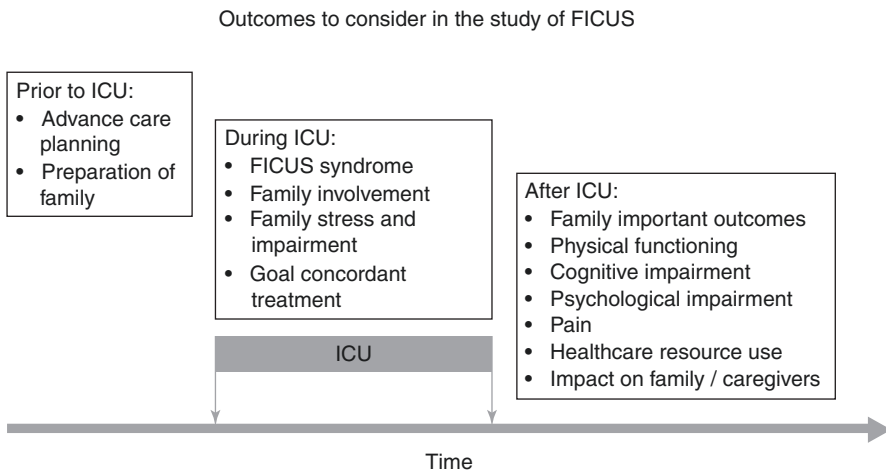 Outcomes to consider in the study of FICUS
Prior to ICU:
• Advance care
planning
• Preparation of
family
During ICU:
• FICUS syndrome
• Family involvement
• Family stress and
impairment
• Goal concordant
treatment
After ICU:
• Family important outcomes
• Physical functioning
• Cognitive impairment
• Psychological impairment
• Pain
• Healthcare resource use
• Impact on family / caregivers
ICU
Time